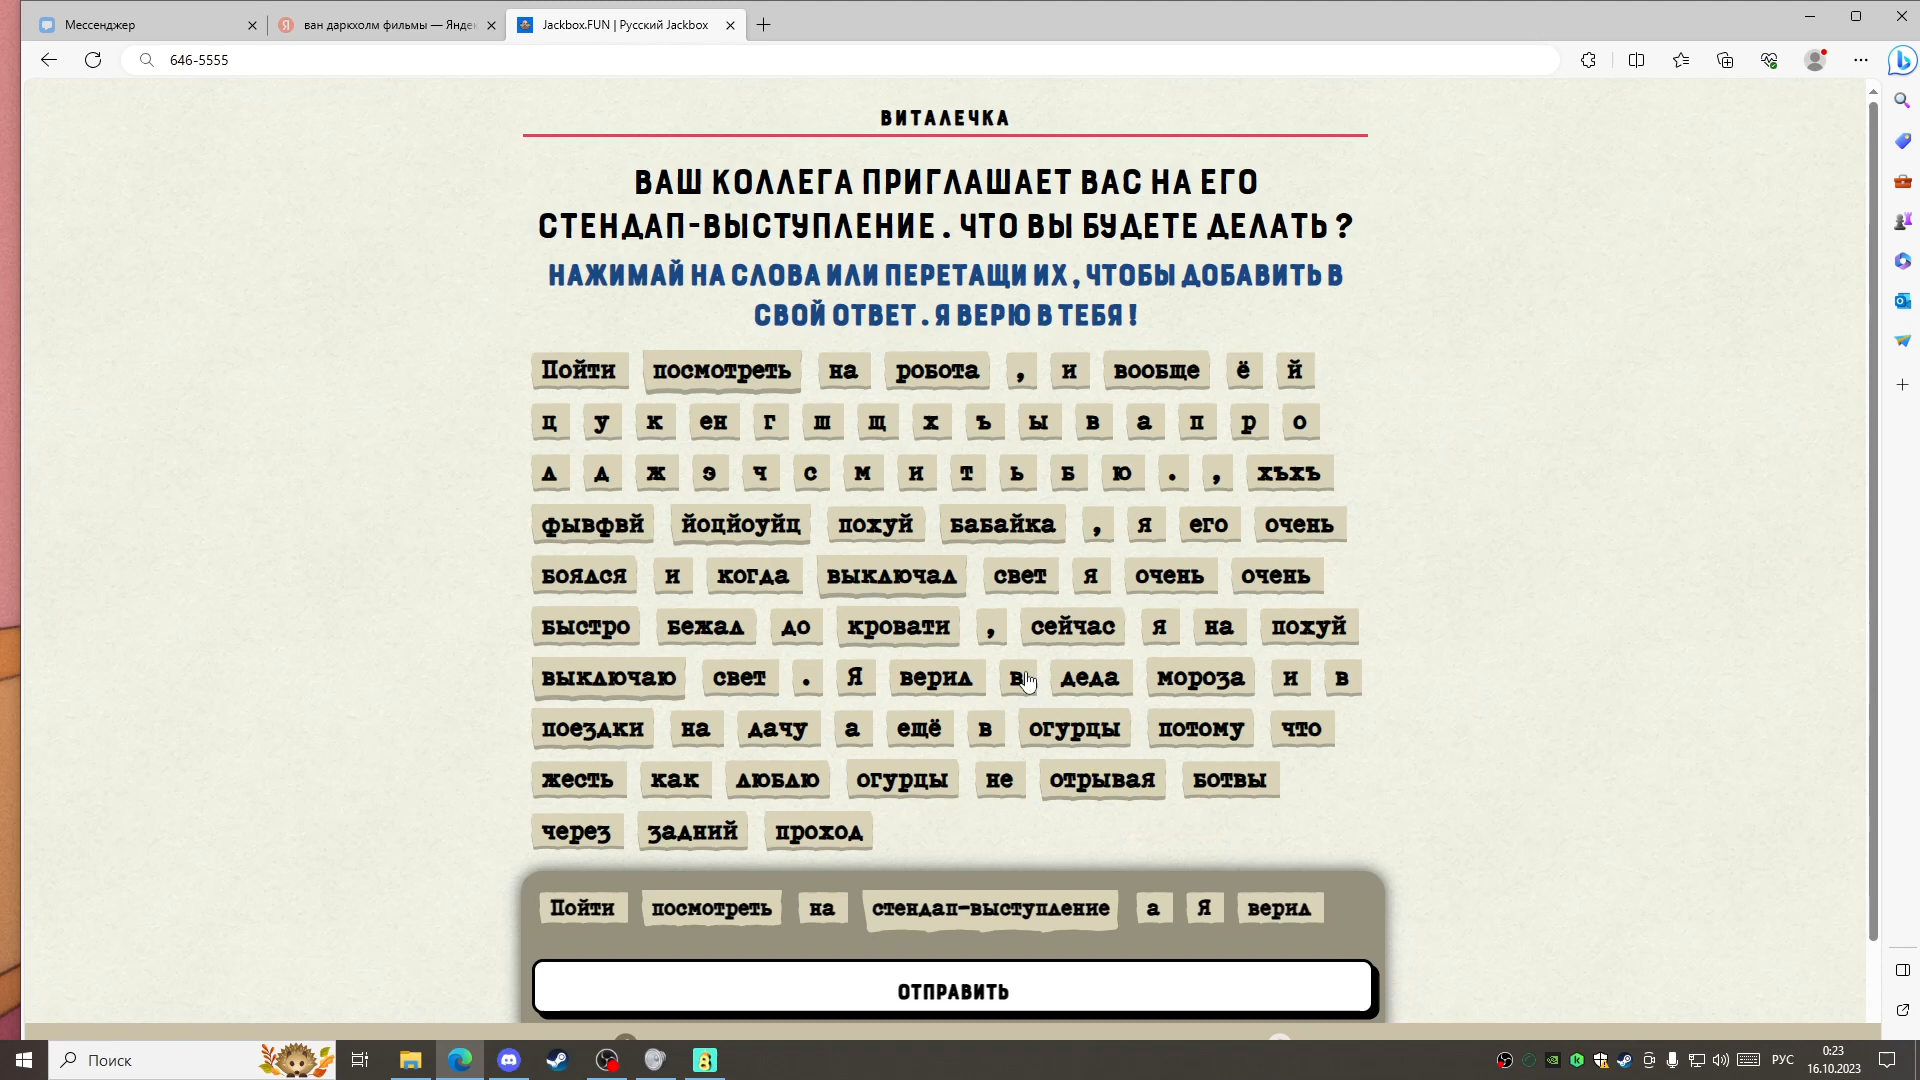 Мессенджер
ван даркхолм фильмы — Яндек
Jackbox.FUN | Русский Jackbox
646-5555
ВИТАЛЕЧКА
ВАШ КОЛЛЕГА ПРИГЛАШАЕТ ВАС НА ЕГО
СТЕНДАП-ВЫСТУПЛЕНИЕ. ЧТО ВЫ БУДЕТЕ ДЕЛАТЬ?
НАЖИМАЙ НА СЛОВА ИЛИ ПЕРЕТАЩИ ИХ, ЧТОБЫ ДОБАВИТЬ В
СВОЙ ОТВЕТ. Я ВЕРЮ В ТЕБЯ!
Пойти посмотреть на робота , и вообще ё й
ц у к ен г ш щ х ъ ы в а п р о
л д ж э ч с м и т ь б ю . , хъхъ
фывфвй йоцйоуйц похуй бабайка , я его очень
боялся и когда выключал свет я очень очень
быстро бежал до кровати , сейчас я на похуй
выключаю свет . Я верил в деда мороза и в
поездки на дачу а ещё в огурцы потому что
жесть как люблю огурцы не отрывая ботвы
через задний проход
Пойти посмотреть на стендап-выступление а Я верил
ОТПРАВИТЬ
Поиск
РУС
0:23
16.10.2023